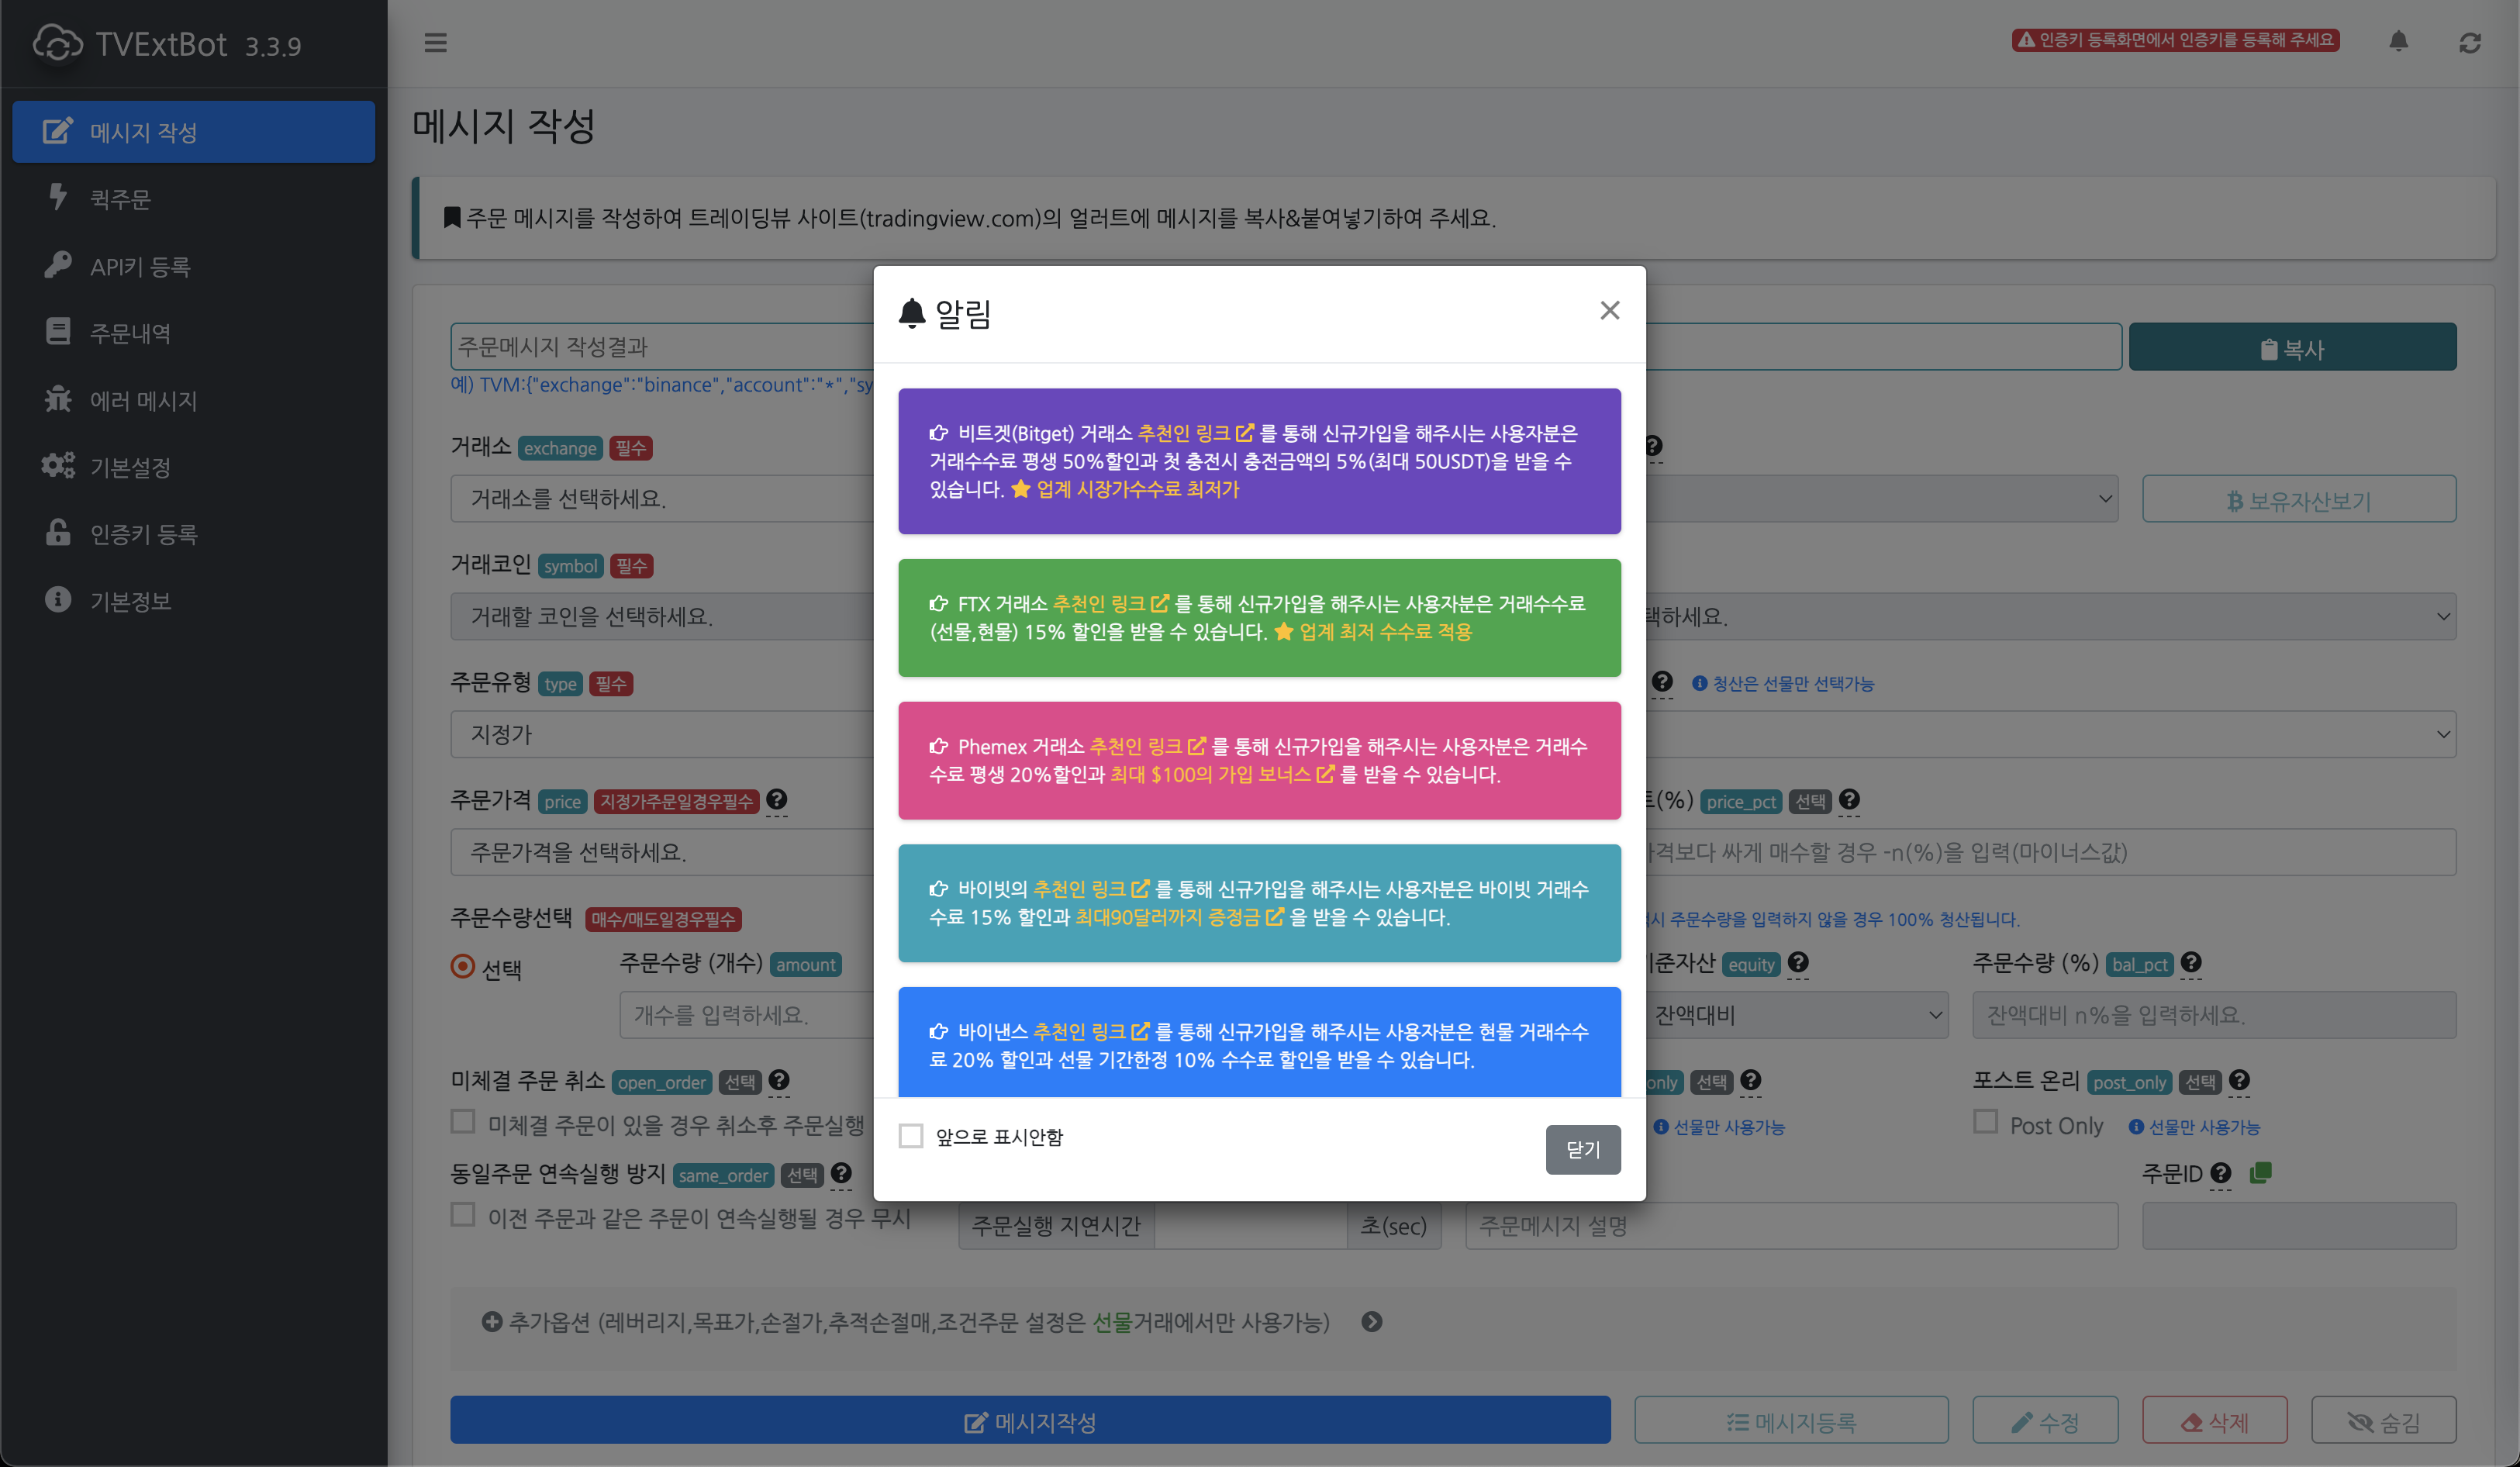 TVExtBot 3.3.9
인증키 등록화면에서 인증키를 등록해 주세요
메시지 작성
퀵주문
API키 등록
주문내역
에러 메시지
기본설정
인증키 등록
기본정보
메시지 작성
주문 메시지를 작성하여 트레이딩뷰 사이트(tradingview.com)의 얼러트에 메시지를 복사&붙여넣기하여 주세요.
주문메시지 작성결과
복사
예) TVM:{"exchange":"binance","account":"*","sy
거래소 exchange 필수
거래소를 선택하세요.
보유자산보기
거래코인 symbol 필수
거래할 코인을 선택하세요.
택하세요.
주문유형 type 필수
청산은 선물만 선택가능
지정가
주문가격 price 지정가주문일경우필수
(%) price_pct 선택
주문가격을 선택하세요.
격보다 싸게 매수할 경우 -n(%)을 입력(마이너스값)
주문수량선택 매수/매도일경우필수
시 주문수량을 입력하지 않을 경우 100% 청산됩니다.
선택
주문수량 (개수) amount
준자산 equity
주문수량 (%) bal_pct
개수를 입력하세요.
잔액대비
잔액대비 n%을 입력하세요.
미체결 주문 취소 open_order 선택
only 선택
포스트 온리 post_only 선택
미체결 주문이 있을 경우 취소후 주문실행
선물만 사용가능
Post Only
선물만 사용가능
동일주문 연속실행 방지 same_order 선택
주문ID
이전 주문과 같은 주문이 연속실행될 경우 무시
주문실행 지연시간
초(sec)
주문메시지 설명
추가옵션 (레버리지,목표가,손절가,추적손절매,조건주문 설정은 선물거래에서만 사용가능)
메시지작성
메시지등록
수정
삭제
숨김
알림
비트겟(Bitget) 거래소 추천인 링크 를 통해 신규가입을 해주시는 사용자분은
거래수수료 평생 50%할인과 첫 충전시 충전금액의 5%(최대 50USDT)을 받을 수
있습니다. 업계 시장가수수료 최저가
FTX 거래소 추천인 링크 를 통해 신규가입을 해주시는 사용자분은 거래수수료
(선물,현물) 15% 할인을 받을 수 있습니다. 업계 최저 수수료 적용
Phemex 거래소 추천인 링크 를 통해 신규가입을 해주시는 사용자분은 거래수
수료 평생 20%할인과 최대 $100의 가입 보너스 를 받을 수 있습니다.
바이빗의 추천인 링크 를 통해 신규가입을 해주시는 사용자분은 바이빗 거래수
수료 15% 할인과 최대90달러까지 증정금 을 받을 수 있습니다.
바이낸스 추천인 링크 를 통해 신규가입을 해주시는 사용자분은 현물 거래수수
료 20% 할인과 선물 기간한정 10% 수수료 할인을 받을 수 있습니다.
앞으로 표시안함
닫기